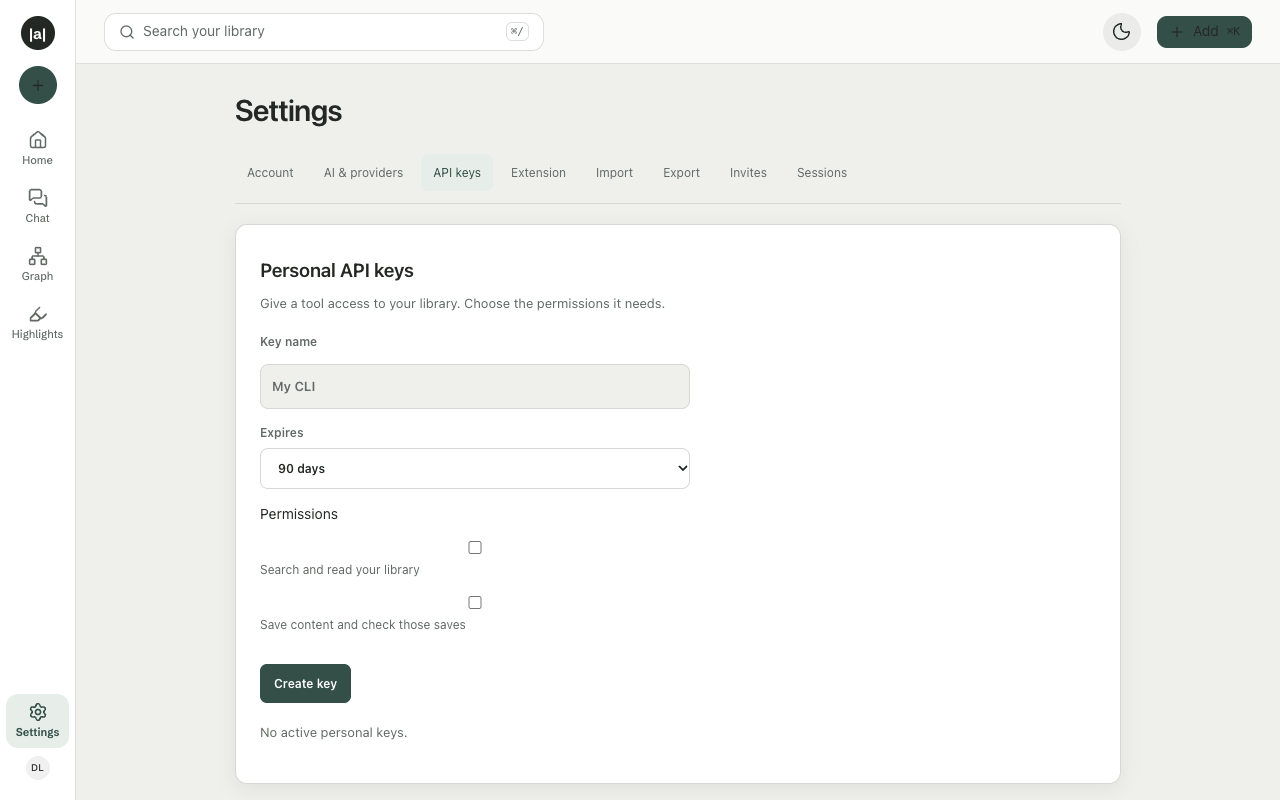 |a|
Search your library
⌘/
Add ⌘K
Home
Chat
Graph
Highlights
Settings
DL
Settings
Account
AI & providers
API keys
Extension
Import
Export
Invites
Sessions
Personal API keys
Give a tool access to your library. Choose the permissions it needs.
Key name
My CLI
Expires
90 days
Permissions
Search and read your library
Save content and check those saves
Create key
No active personal keys.